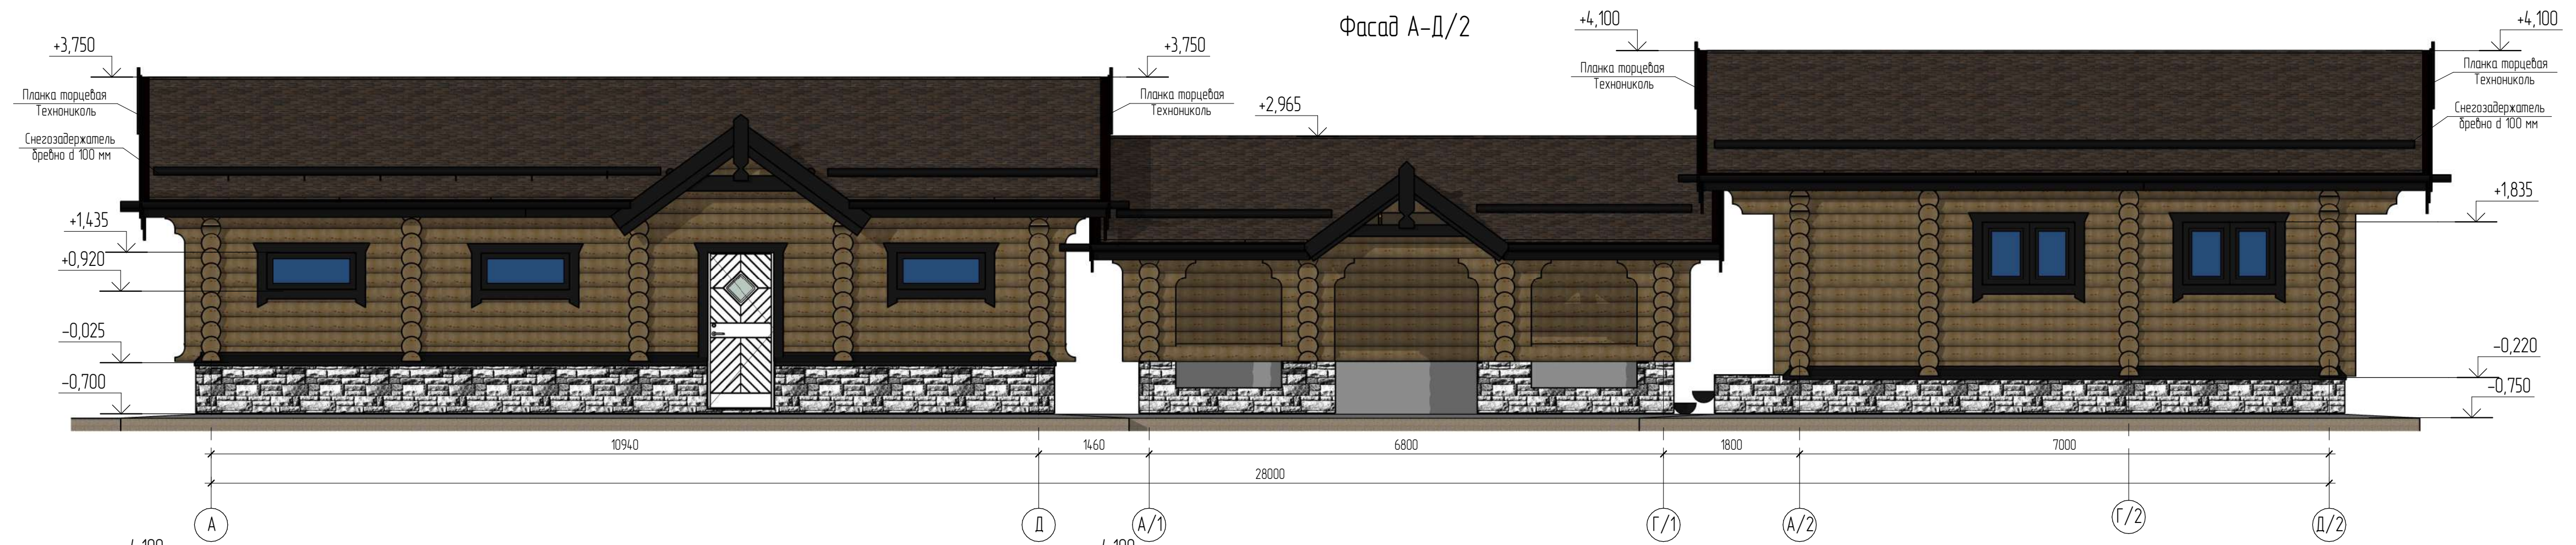 Фасад А-Д/2
+3,750
+3,750
+4,100
+4,100
Планка торцевая
Технониколь
Снегозадержатель
бревно d 100 мм
Планка торцевая
Технониколь
+2,965
Планка торцевая
Технониколь
Планка торцевая
Технониколь
Снегозадержатель
бревно d 100 мм
+1,435
+0,920
-0,025
-0,700
+1,835
-0,220
-0,750
10940
1460
6800
1800
7000
28000
А
Д
А/1
Г/1
А/2
Г/2
Д/2